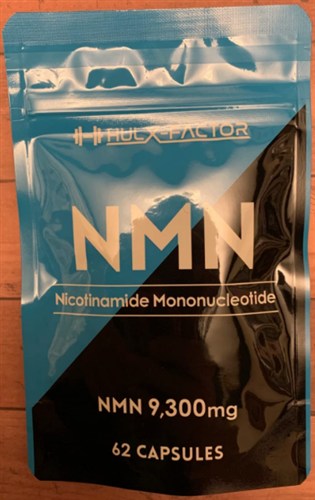 HULX-FACTOR
NMN
Nicotinamide Mononucleotide
NMN 9,300mg
62 CAPSULES